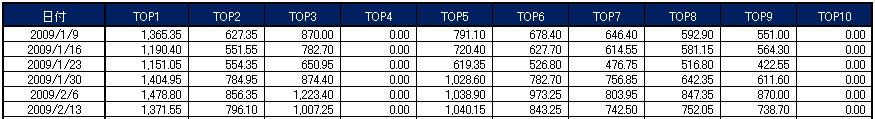 日付 TOP1 TOP2 TOP3 TOP4 TOP5 TOP6 TOP7 TOP8 TOP9 TOP10
2009/1/9 1,365.35 627.35 870.00 0.00 791.10 678.40 646.40 592.90 551.00 0.00
2009/1/16 1,190.40 551.55 782.70 0.00 720.40 627.70 614.55 581.15 564.30 0.00
2009/1/23 1,151.05 554.35 650.95 0.00 619.35 526.80 476.75 516.80 422.55 0.00
2009/1/30 1,404.95 784.95 874.40 0.00 1,028.60 782.70 756.85 642.35 611.60 0.00
2009/2/6 1,478.80 856.35 1,223.40 0.00 1,038.90 973.25 803.95 847.35 870.00 0.00
2009/2/13 1,371.55 796.10 1,007.25 0.00 1,040.15 843.25 742.50 752.05 738.70 0.00